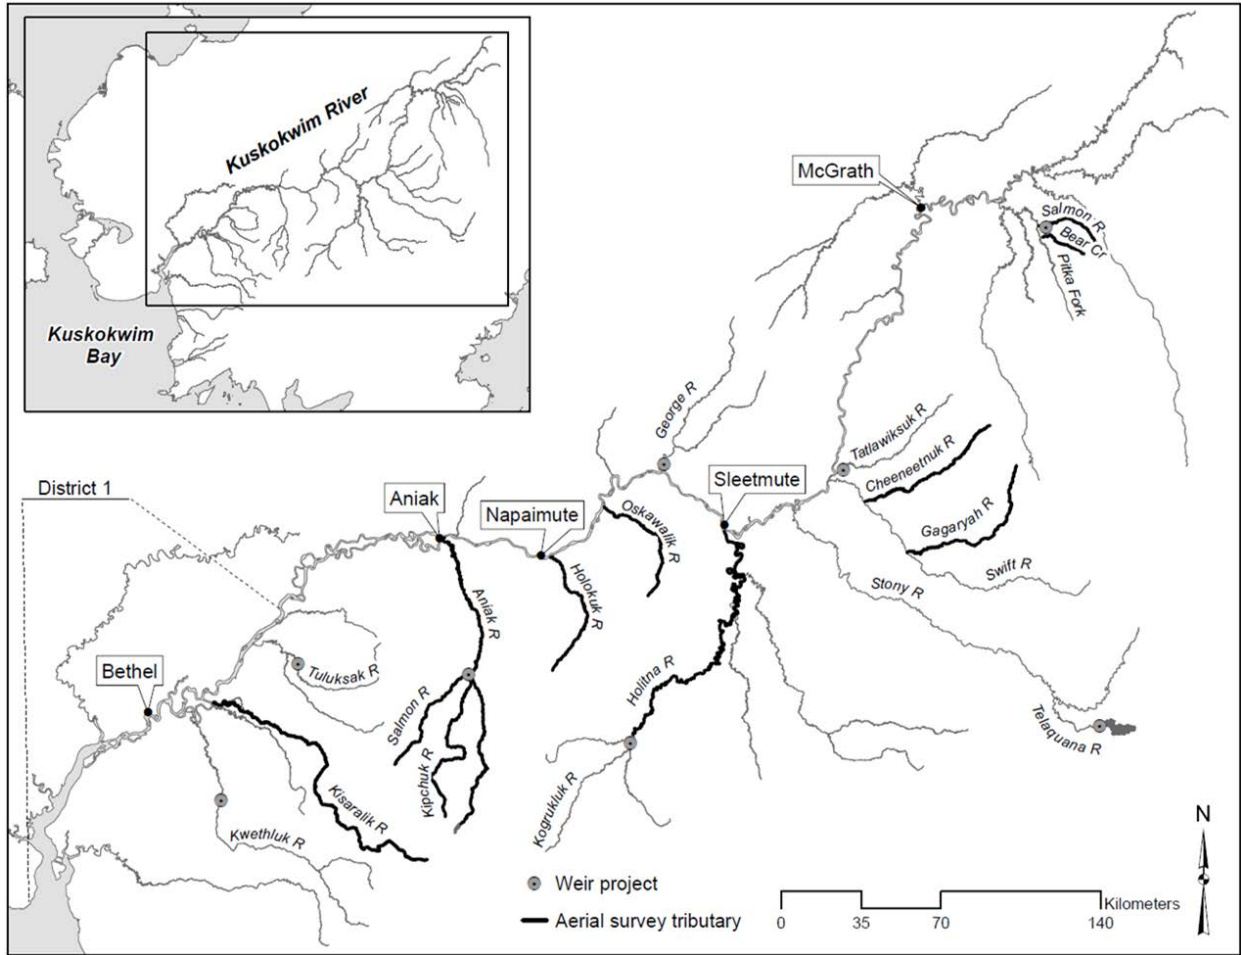 Kuskokwim River
Kuskokwim
Bay
McGrath
Salmon R
Bear Cr
Pitka Fork
George R
Tatlawiksuk R
Cheeneetnuk R
Sleetmute
District 1
Aniak
Napaimute
Oskawalik R
Gagaryah R
Swift R
Stony R
Holokuk R
Aniak R
Tuluksak R
Bethel
Holitna R
Salmon R
Telaquana R
Kipchuk R
Kisaralik R
Kogrukluk R
Kwethluk R
N
Weir project
Aerial survey tributary
Kilometers
0 35 70 140